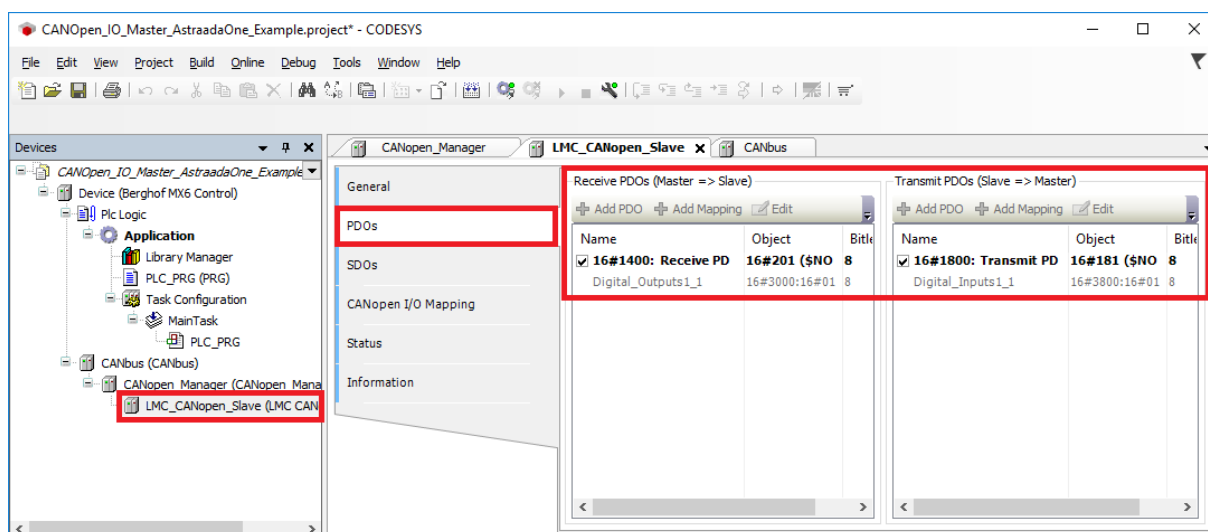 CANOpen_IO_Master_AstraadaOne_Example.project* - CODESYS
File Edit View Project Build Online Debug Tools Window Help
Devices
CANOpen_IO_Master_AstraadaOne_Example
Device (Berghof MX6 Control)
Plc Logic
Application
Library Manager
PLC_PRG (PRG)
Task Configuration
MainTask
PLC_PRG
CANbus (CANbus)
CANopen_Manager (CANopen_Mana
LMC_CANopen_Slave (LMC CAN
CANopen_Manager LMC_CANopen_Slave CANbus
General
PDOs
SDOs
CANopen I/O Mapping
Status
Information
Receive PDOs (Master => Slave)
Add PDO Add Mapping Edit
Name Object Bitle
16#1400: Receive PD 16#201 ($NO 8
Digital_Outputs1_1 16#3000:16#01 8
Transmit PDOs (Slave => Master)
Add PDO Add Mapping Edit
Name Object Bitle
16#1800: Transmit PD 16#181 ($NO 8
Digital_Inputs1_1 16#3800:16#01 8